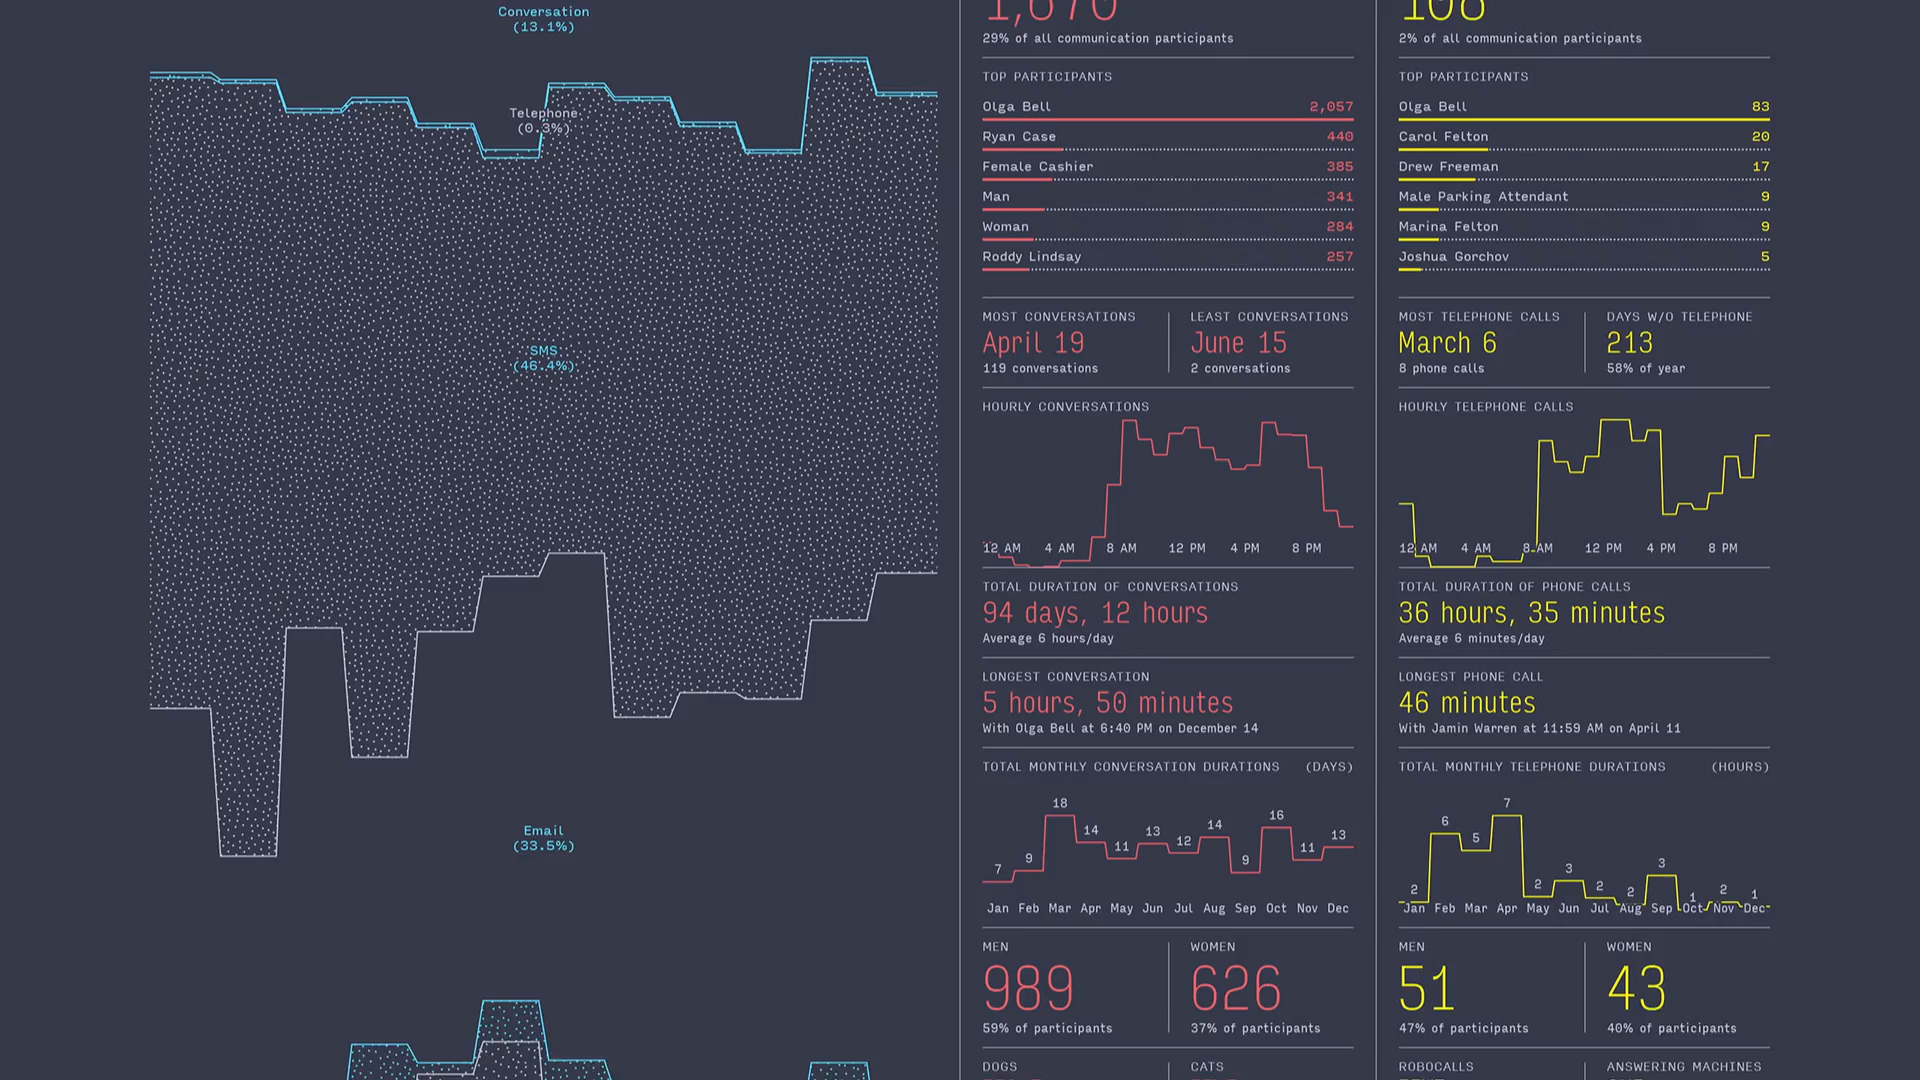 Conversation
(13.1%)
Telephone
(0.3%)
SMS
(46.4%)
Email
(33.5%)
29% of all communication participants
TOP PARTICIPANTS
Olga Bell 2,057
Ryan Case 440
Female Cashier 385
Man 341
Woman 284
Roddy Lindsay 257
MOST CONVERSATIONS
April 19
119 conversations
LEAST CONVERSATIONS
June 15
2 conversations
HOURLY CONVERSATIONS
12 AM 4 AM 8 AM 12 PM 4 PM 8 PM
TOTAL DURATION OF CONVERSATIONS
94 days, 12 hours
Average 6 hours/day
LONGEST CONVERSATION
5 hours, 50 minutes
With Olga Bell at 6:40 PM on December 14
TOTAL MONTHLY CONVERSATION DURATIONS (DAYS)
7 9 18 14 11 13 12 14 9 16 11 13
Jan Feb Mar Apr May Jun Jul Aug Sep Oct Nov Dec
MEN
989
59% of participants
WOMEN
626
37% of participants
DOGS
CATS
108
2% of all communication participants
TOP PARTICIPANTS
Olga Bell 83
Carol Felton 20
Drew Freeman 17
Male Parking Attendant 9
Marina Felton 9
Joshua Gorchov 5
MOST TELEPHONE CALLS
March 6
8 phone calls
DAYS W/O TELEPHONE
213
58% of year
HOURLY TELEPHONE CALLS
12 AM 4 AM 8 AM 12 PM 4 PM 8 PM
TOTAL DURATION OF PHONE CALLS
36 hours, 35 minutes
Average 6 minutes/day
LONGEST PHONE CALL
46 minutes
With Jamin Warren at 11:59 AM on April 11
TOTAL MONTHLY TELEPHONE DURATIONS (HOURS)
2 6 5 7 2 3 2 2 3 1 2 1
Jan Feb Mar Apr May Jun Jul Aug Sep Oct Nov Dec
MEN
51
47% of participants
WOMEN
43
40% of participants
ROBOCALLS
ANSWERING MACHINES